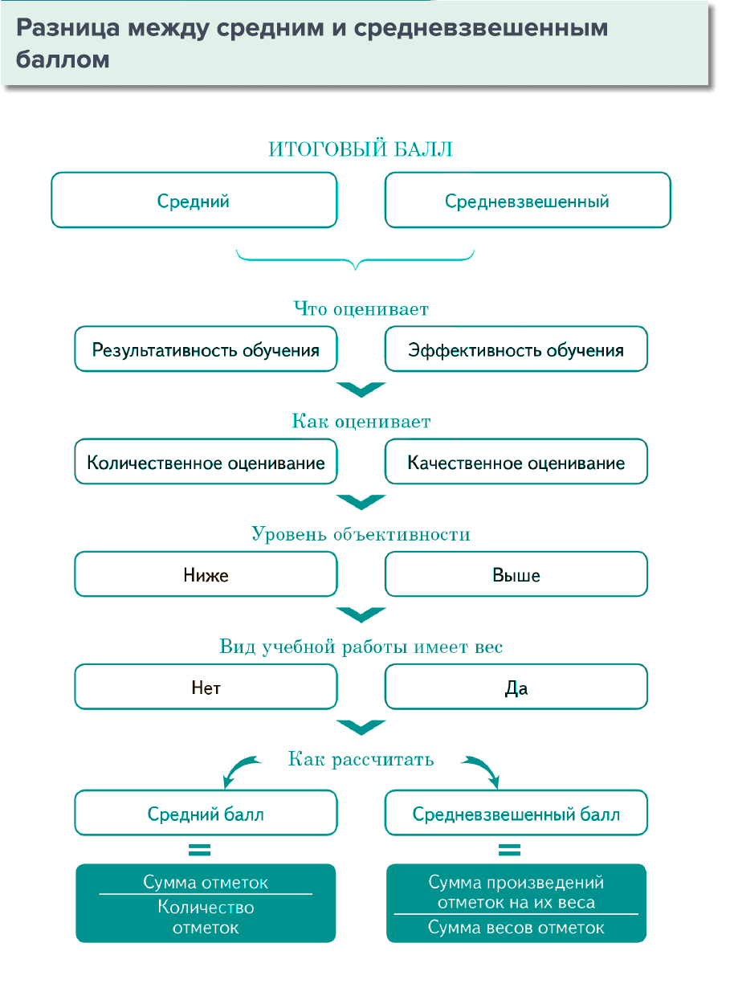 Разница между средним и средневзвешенным
баллом
ИТОГОВЫЙ БАЛЛ
Средний
Средневзвешенный
Что оценивает
Результативность обучения
Эффективность обучения
Как оценивает
Количественное оценивание
Качественное оценивание
Уровень объективности
Ниже
Выше
Вид учебной работы имеет вес
Нет
Да
Как рассчитать
Средний балл
=
Сумма отметок
Количество
отметок
Средневзвешенный балл
=
Сумма произведений
отметок на их веса
Сумма весов отметок